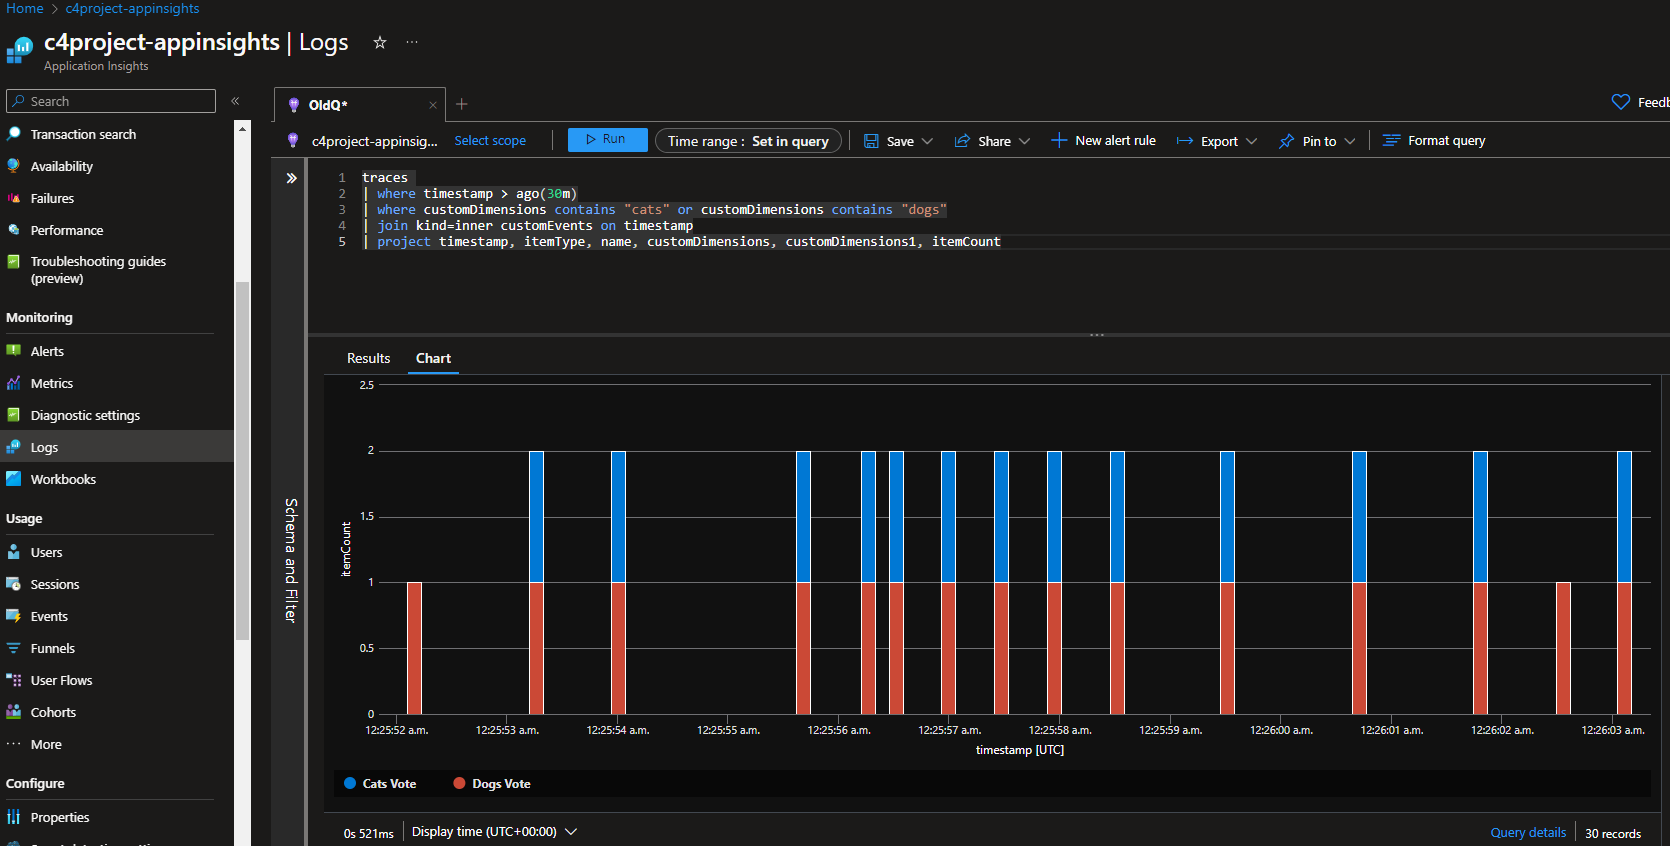 Home > c4project-appinsights
c4project-appinsights | Logs
Application Insights
Search
«
OldQ*
Feedb
c4project-appinsig...
Select scope
Run
Time range : Set in query
Save
Share
New alert rule
Export
Pin to
Format query
Transaction search
Availability
Failures
Performance
Troubleshooting guides
(preview)
Monitoring
Alerts
Metrics
Diagnostic settings
Logs
Workbooks
Usage
Users
Sessions
Events
Funnels
User Flows
Cohorts
More
Configure
Properties
Schema and Filter
1 traces
2 | where timestamp > ago(30m)
3 | where customDimensions contains "cats" or customDimensions contains "dogs"
4 | join kind=inner customEvents on timestamp
5 | project timestamp, itemType, name, customDimensions, customDimensions1, itemCount
Results
Chart
2.5
2
1.5
1
0.5
0
itemCount
12:25:52 a.m.
12:25:53 a.m.
12:25:54 a.m.
12:25:55 a.m.
12:25:56 a.m.
12:25:57 a.m.
12:25:58 a.m.
12:25:59 a.m.
12:26:00 a.m.
12:26:01 a.m.
12:26:02 a.m.
12:26:03 a.m.
timestamp [UTC]
Cats Vote
Dogs Vote
0s 521ms
Display time (UTC+00:00)
Query details
30 records